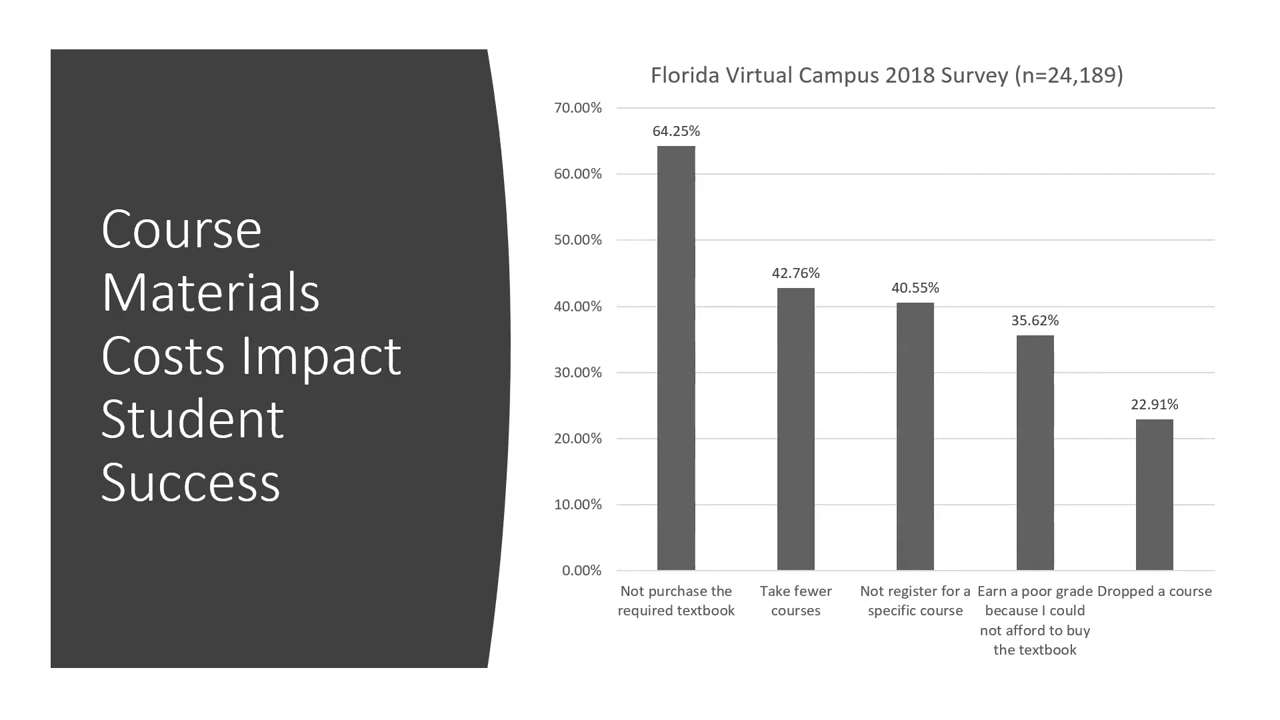 Course
Materials
Costs Impact
Student
Success
Florida Virtual Campus 2018 Survey (n=24,189)
70.00%
60.00%
50.00%
40.00%
30.00%
20.00%
10.00%
0.00%
64.25%
42.76%
40.55%
35.62%
22.91%
Not purchase the
required textbook
Take fewer
courses
Not register for a
specific course
Earn a poor grade
because I could
not afford to buy
the textbook
Dropped a course